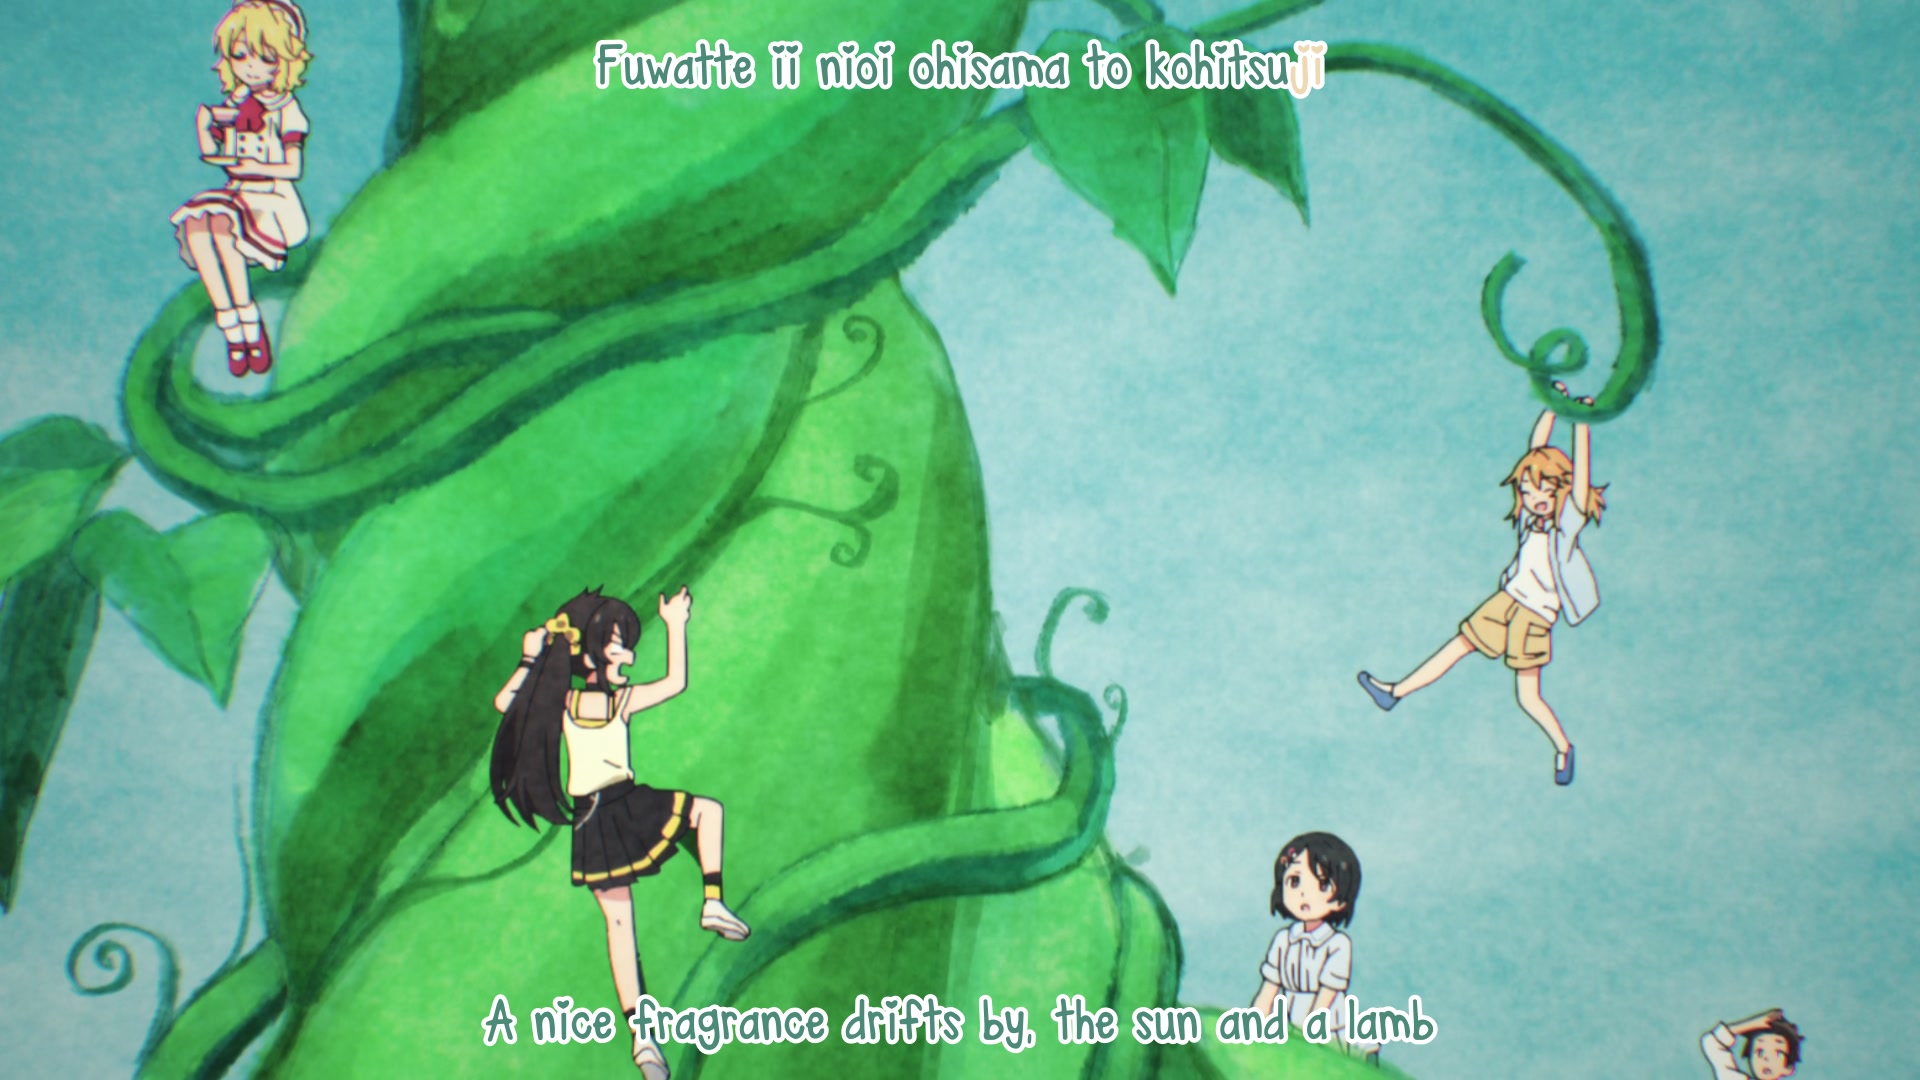 Fuwatte ii nioi ohisama to kohitsuji
A nice fragrance drifts by, the sun and a lamb